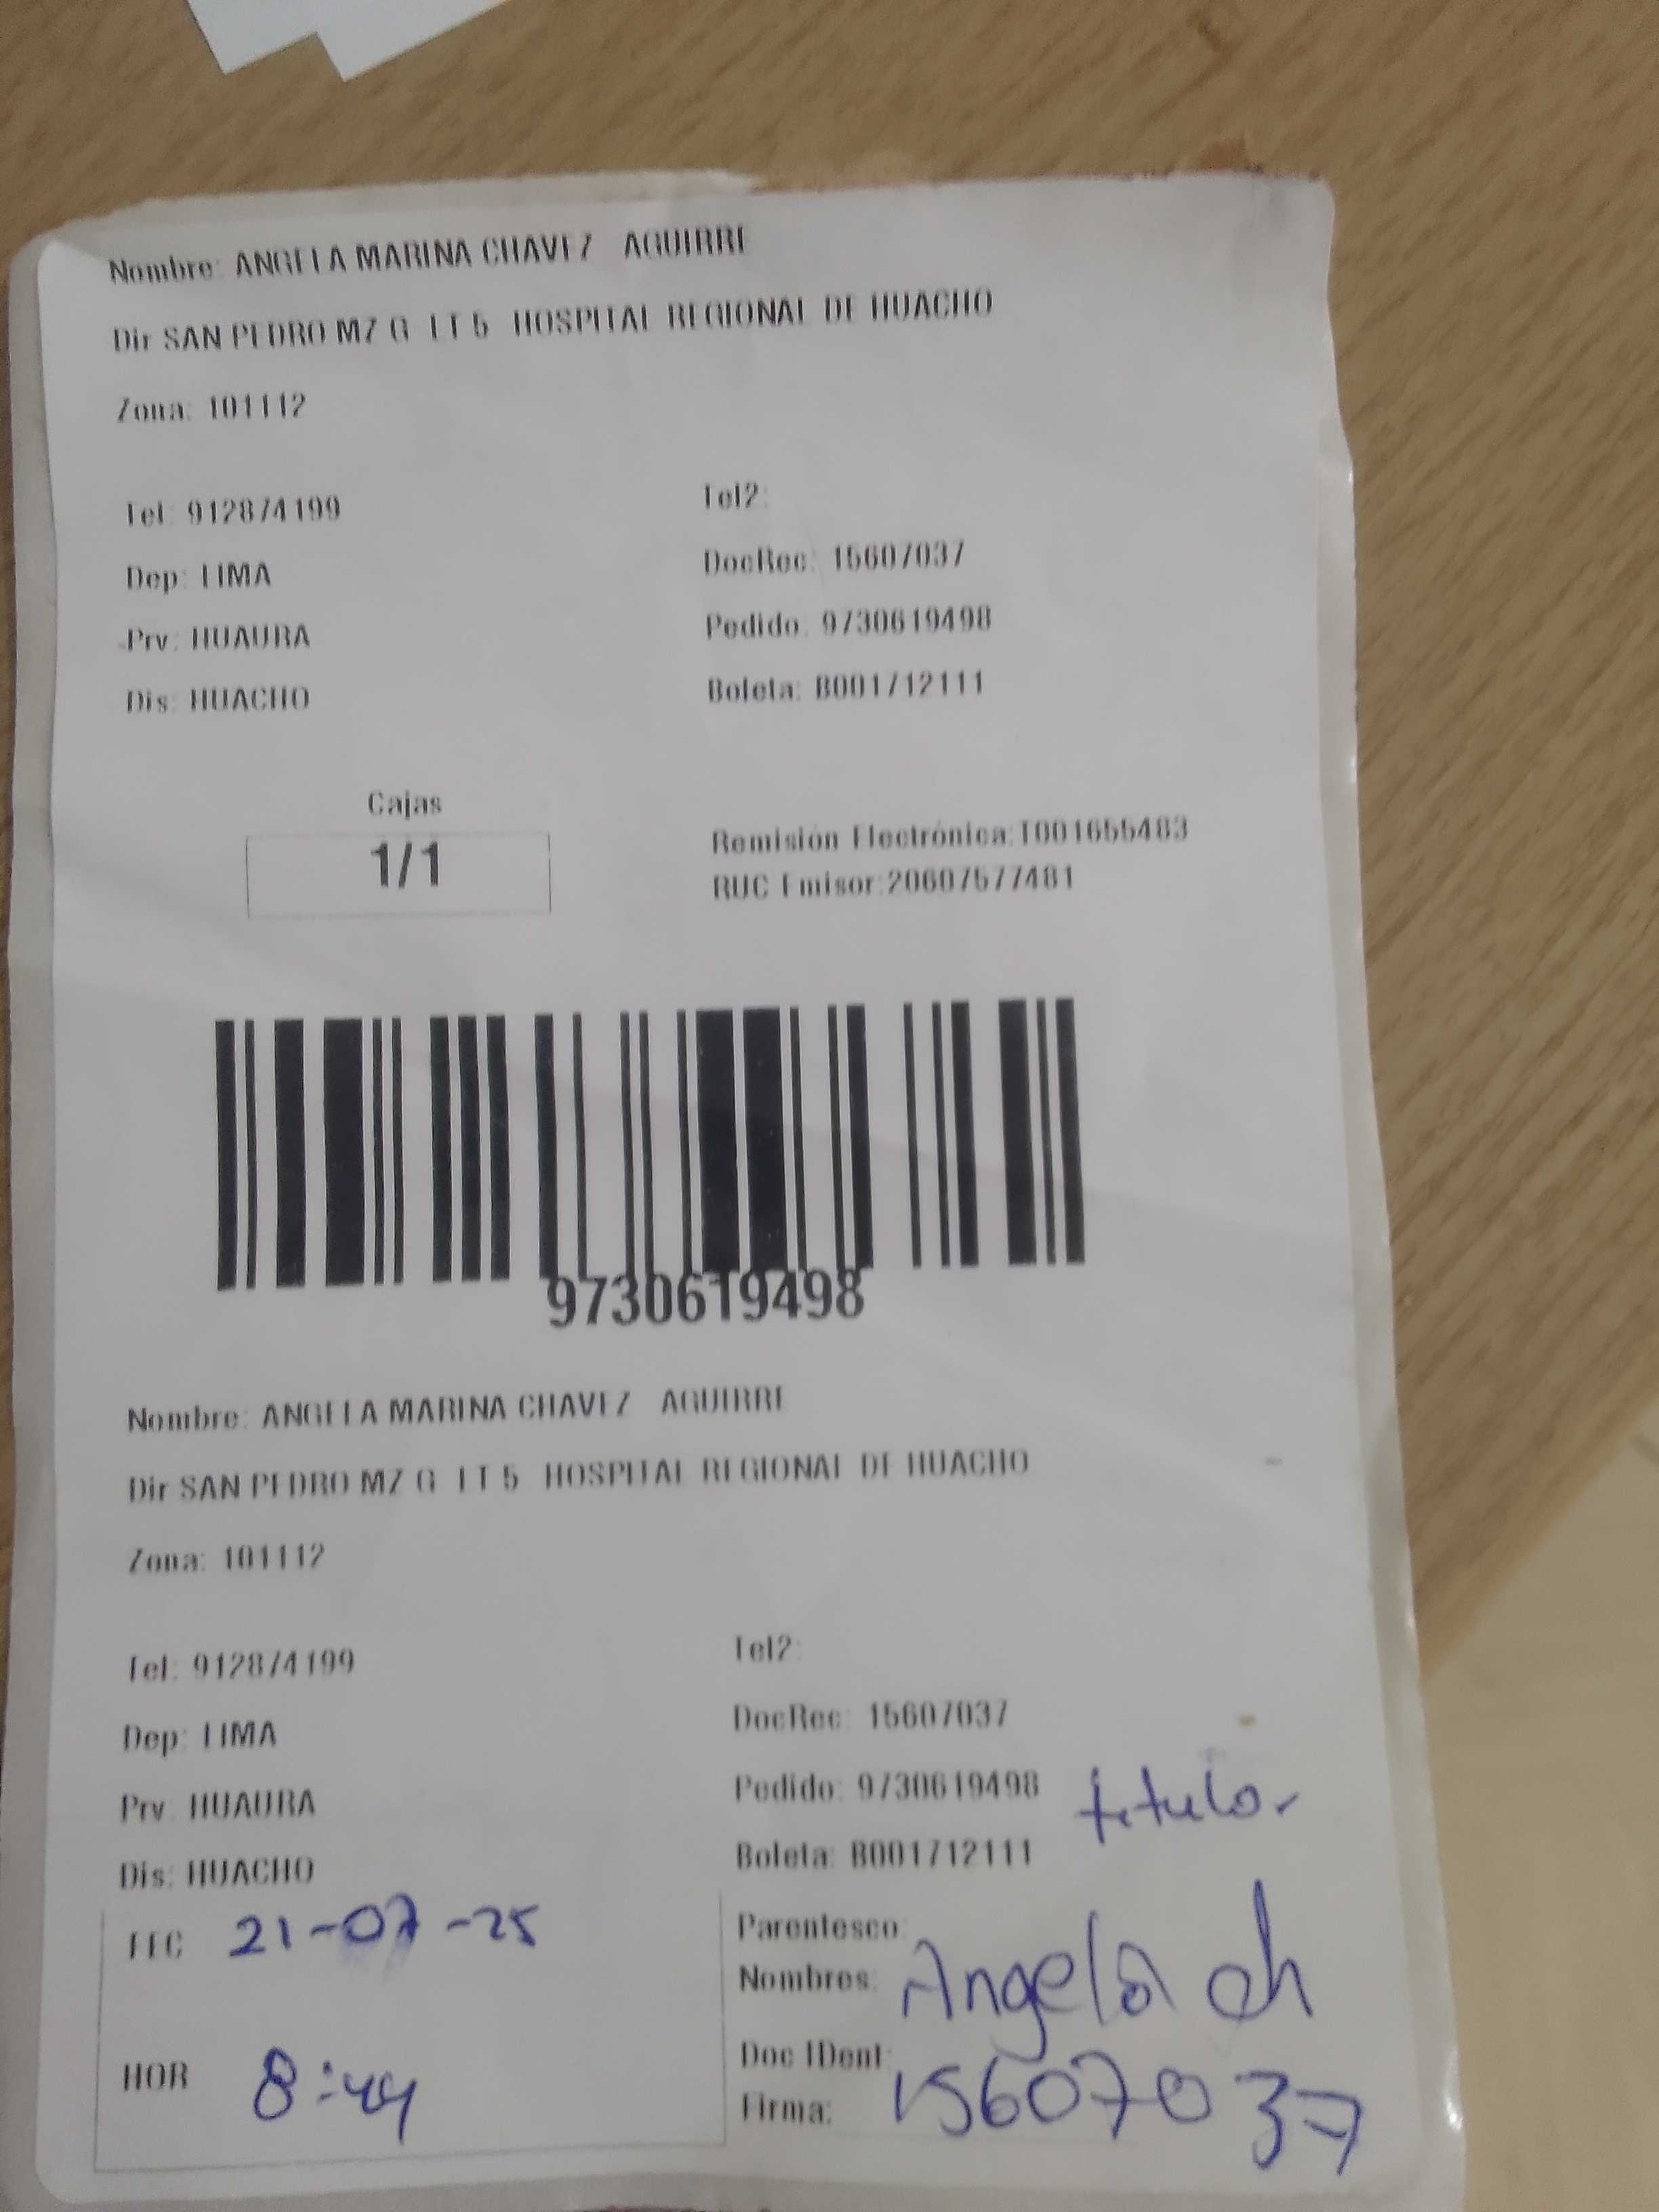 Nombre: ANGELA MARINA CHAVEZ AGUIRRE
Dir SAN PEDRO MZ G LT 5 HOSPITAL REGIONAL DE HUACHO
Zona: 101112
Tel: 912874199 Tel2:
Dep: LIMA DocRec: 15607037
Prv: HUAURA Pedido: 9730619498
Dis: HUACHO Boleta: B001712111
Cajas
1/1
Remisión Electrónica:T001655483
RUC Emisor:20607577481
9730619498
Nombre: ANGELA MARINA CHAVEZ AGUIRRE
Dir SAN PEDRO MZ G LT 5 HOSPITAL REGIONAL DE HUACHO
Zona: 101112
Tel: 912874199 Tel2:
Dep: LIMA DocRec: 15607037
Prv: HUAURA Pedido: 9730619498 titular
Dis: HUACHO Boleta: B001712111
FEC 21-07-25 Parentesco:
Nombres: Angela ch
HOR 8:44 Doc IDent:
Firma: 15607037